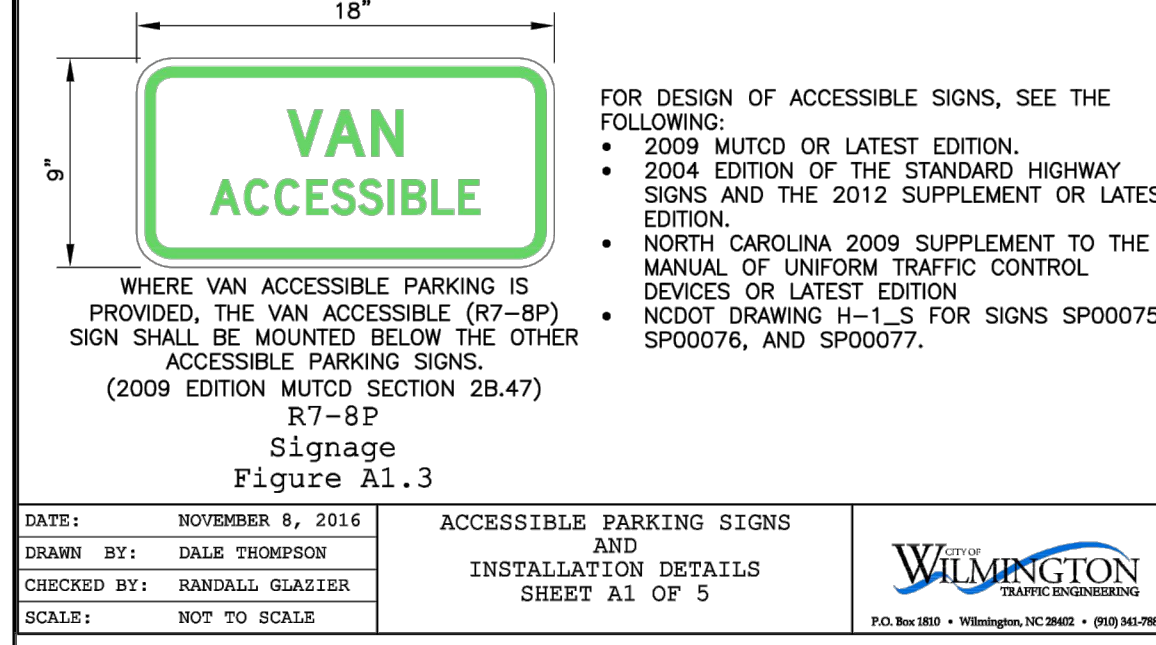 18"
9"
VAN
ACCESSIBLE
WHERE VAN ACCESSIBLE PARKING IS
PROVIDED, THE VAN ACCESSIBLE (R7-8P)
SIGN SHALL BE MOUNTED BELOW THE OTHER
ACCESSIBLE PARKING SIGNS.
(2009 EDITION MUTCD SECTION 2B.47)
R7-8P
Signage
Figure A1.3
FOR DESIGN OF ACCESSIBLE SIGNS, SEE THE
FOLLOWING:
• 2009 MUTCD OR LATEST EDITION.
• 2004 EDITION OF THE STANDARD HIGHWAY
SIGNS AND THE 2012 SUPPLEMENT OR LATES
EDITION.
• NORTH CAROLINA 2009 SUPPLEMENT TO THE
MANUAL OF UNIFORM TRAFFIC CONTROL
DEVICES OR LATEST EDITION
• NCDOT DRAWING H-1_S FOR SIGNS SP00075
SP00076, AND SP00077.
DATE: NOVEMBER 8, 2016
DRAWN BY: DALE THOMPSON
CHECKED BY: RANDALL GLAZIER
SCALE: NOT TO SCALE
ACCESSIBLE PARKING SIGNS
AND
INSTALLATION DETAILS
SHEET A1 OF 5
CITY OF
WILMINGTON
TRAFFIC ENGINEERING
P.O. Box 1810 • Wilmington, NC 28402 • (910) 341-788